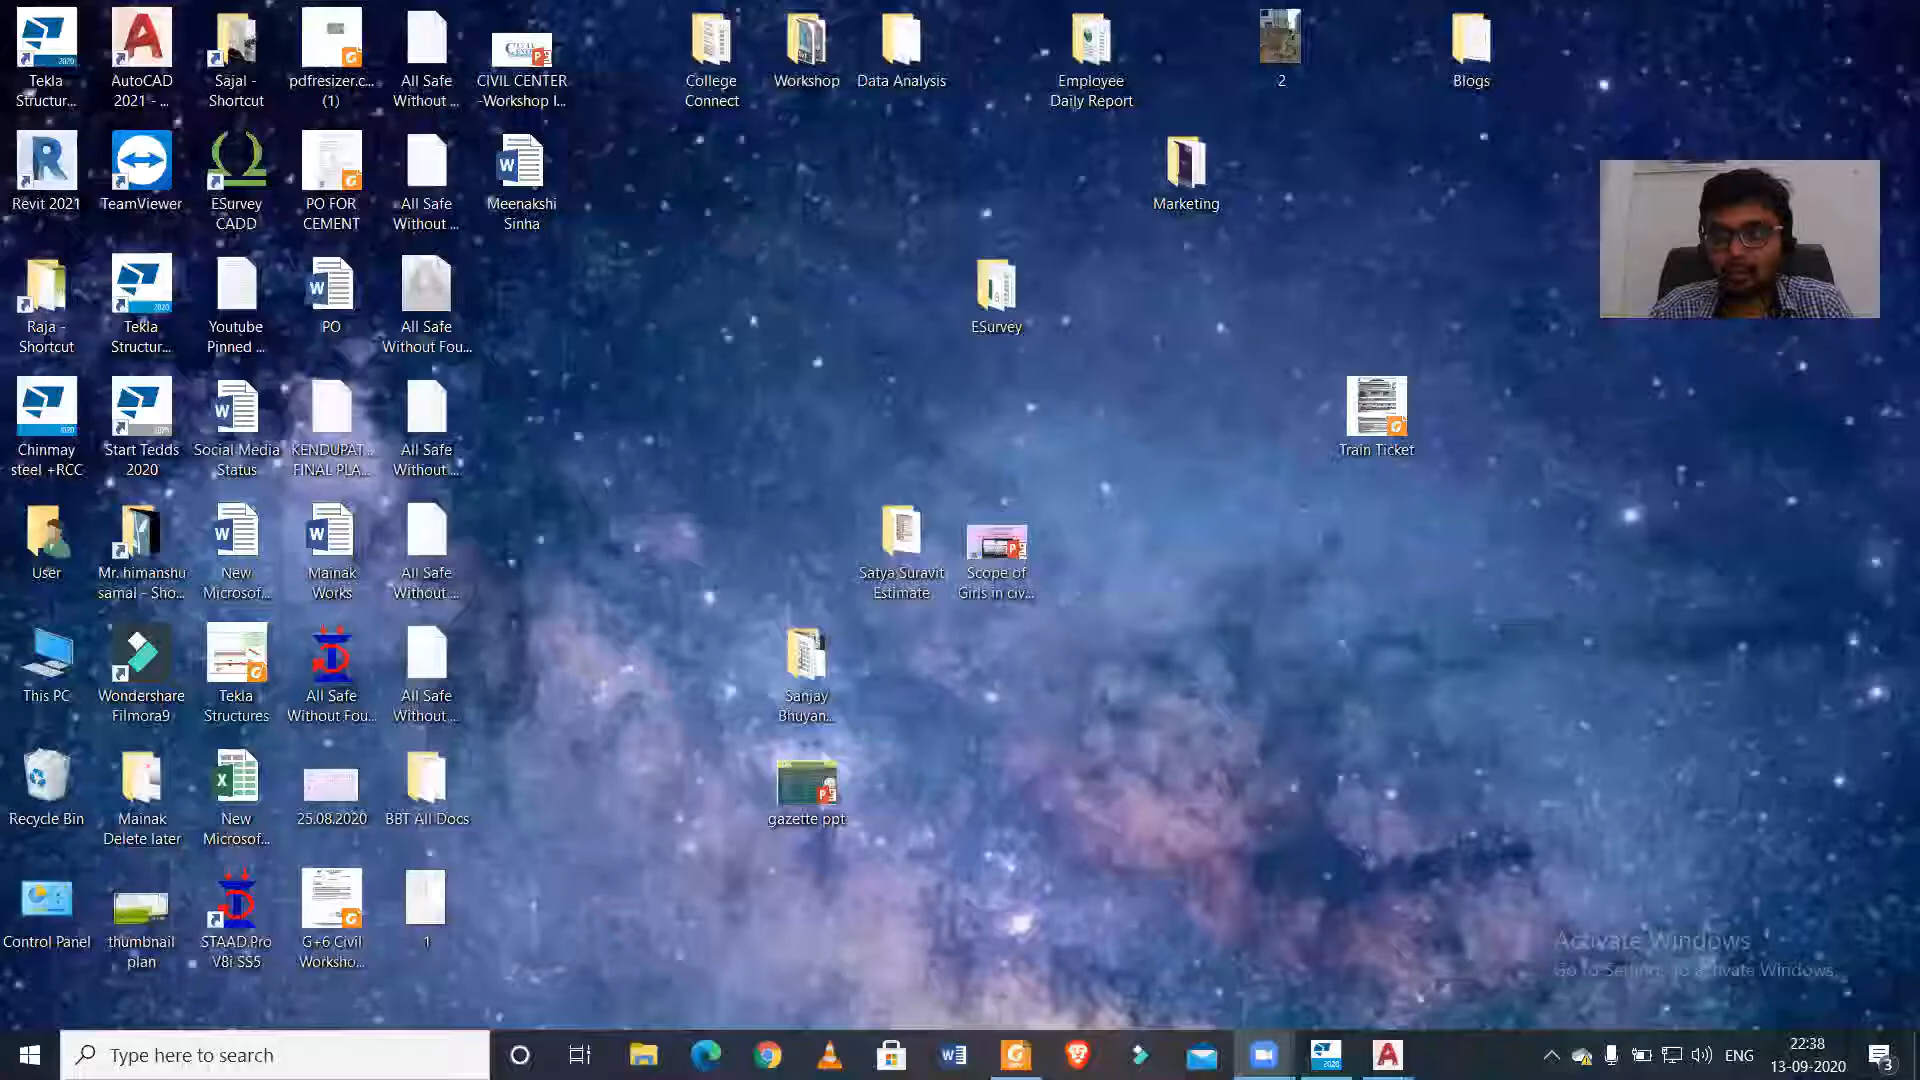 Tekla
Structur...
AutoCAD
2021 - ...
Sajal -
Shortcut
pdfresizer.c...
(1)
All Safe
Without ...
CIVIL CENTER
-Workshop I...
College
Connect
Workshop
Data Analysis
Employee
Daily Report
2
Blogs
Revit 2021
TeamViewer
ESurvey
CADD
PO FOR
CEMENT
All Safe
Without ...
Meenakshi
Sinha
Marketing
Raja -
Shortcut
Tekla
Structur...
Youtube
Pinned ...
PO
All Safe
Without Fou...
ESurvey
Chinmay
steel +RCC
Start Tedds
2020
Social Media
Status
KENDUPAT...
FINAL PLA...
All Safe
Without ...
Train Ticket
User
Mr. himanshu
samal - Sho...
New
Microsof...
Mainak
Works
All Safe
Without ...
Satya Suravit
Estimate
Scope of
Girls in civ...
This PC
Wondershare
Filmora9
Tekla
Structures
All Safe
Without Fou...
All Safe
Without ...
Sanjay
Bhuyan...
Recycle Bin
Mainak
Delete later
New
Microsof...
25.08.2020
BBT All Docs
gazette ppt
Control Panel
thumbnail
plan
STAAD.Pro
V8i SS5
G+6 Civil
Worksho...
1
Activate Windows
Go to Settings to activate Windows.
Type here to search
ENG
22:38
13-09-2020
3